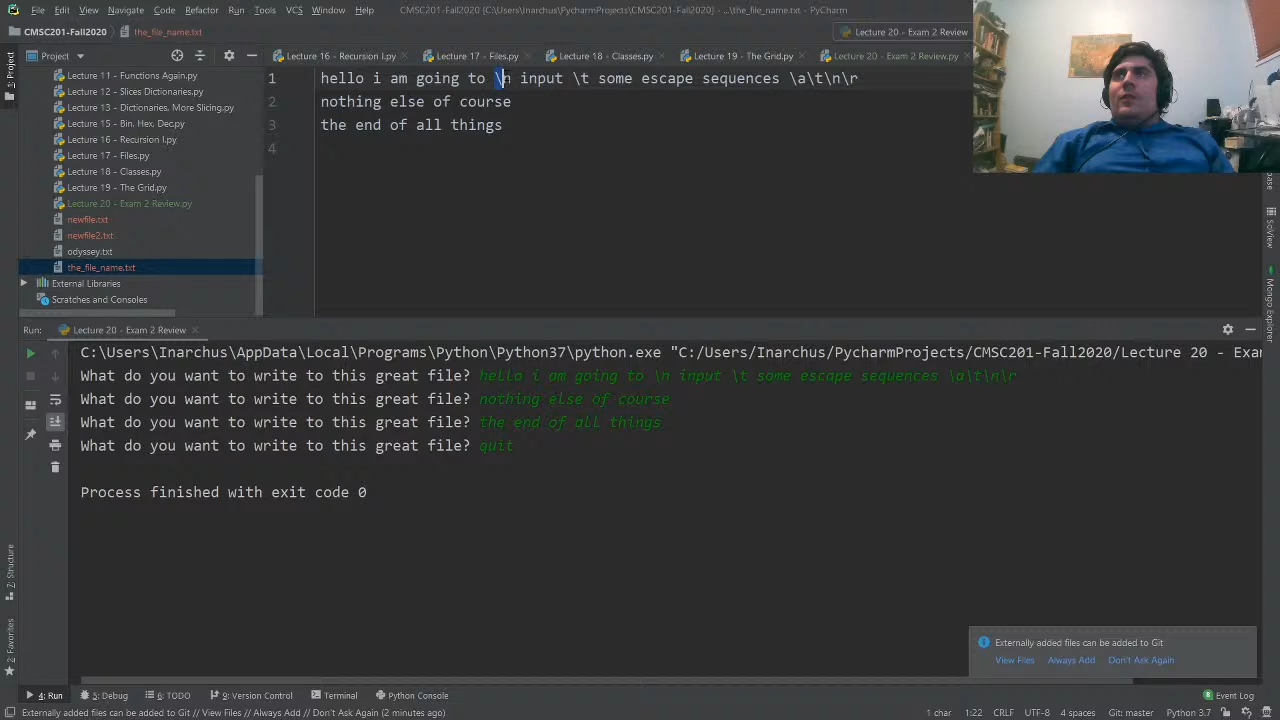 File Edit View Navigate Code Refactor Run Tools VCS Window Help CMSC201-Fall2020 [C:\Users\Inarchus\PycharmProjects\CMSC201-Fall2020] - ...\the_file_name.txt - PyCharm
CMSC201-Fall2020 the_file_name.txt Lecture 20 - Exam 2 Review
1: Project
Project
Lecture 16 - Recursion I.py Lecture 17 - Files.py Lecture 18 - Classes.py Lecture 19 - The Grid.py Lecture 20 - Exam 2 Review.py
Lecture 11 - Functions Again.py
Lecture 12 - Slices Dictionaries.py
Lecture 13 - Dictionaries. More Slicing.py
Lecture 15 - Bin. Hex. Dec.py
Lecture 16 - Recursion I.py
Lecture 17 - Files.py
Lecture 18 - Classes.py
Lecture 19 - The Grid.py
Lecture 20 - Exam 2 Review.py
newfile.txt
newfile2.txt
odyssey.txt
the_file_name.txt
External Libraries
Scratches and Consoles
1 hello i am going to \n input \t some escape sequences \a\t\n\r
2 nothing else of course
3 the end of all things
4
SciView
Mongo Explorer
Run: Lecture 20 - Exam 2 Review
C:\Users\Inarchus\AppData\Local\Programs\Python\Python37\python.exe "C:/Users/Inarchus/PycharmProjects/CMSC201-Fall2020/Lecture 20 - Exa
What do you want to write to this great file? hello i am going to \n input \t some escape sequences \a\t\n\r
What do you want to write to this great file? nothing else of course
What do you want to write to this great file? the end of all things
What do you want to write to this great file? quit
Process finished with exit code 0
7: Structure
2: Favorites
Externally added files can be added to Git
View Files Always Add Don't Ask Again
4: Run 5: Debug 6: TODO 9: Version Control Terminal Python Console Event Log
Externally added files can be added to Git // View Files // Always Add // Don't Ask Again (2 minutes ago) 1 char 1:22 CRLF UTF-8 4 spaces Git: master Python 3.7